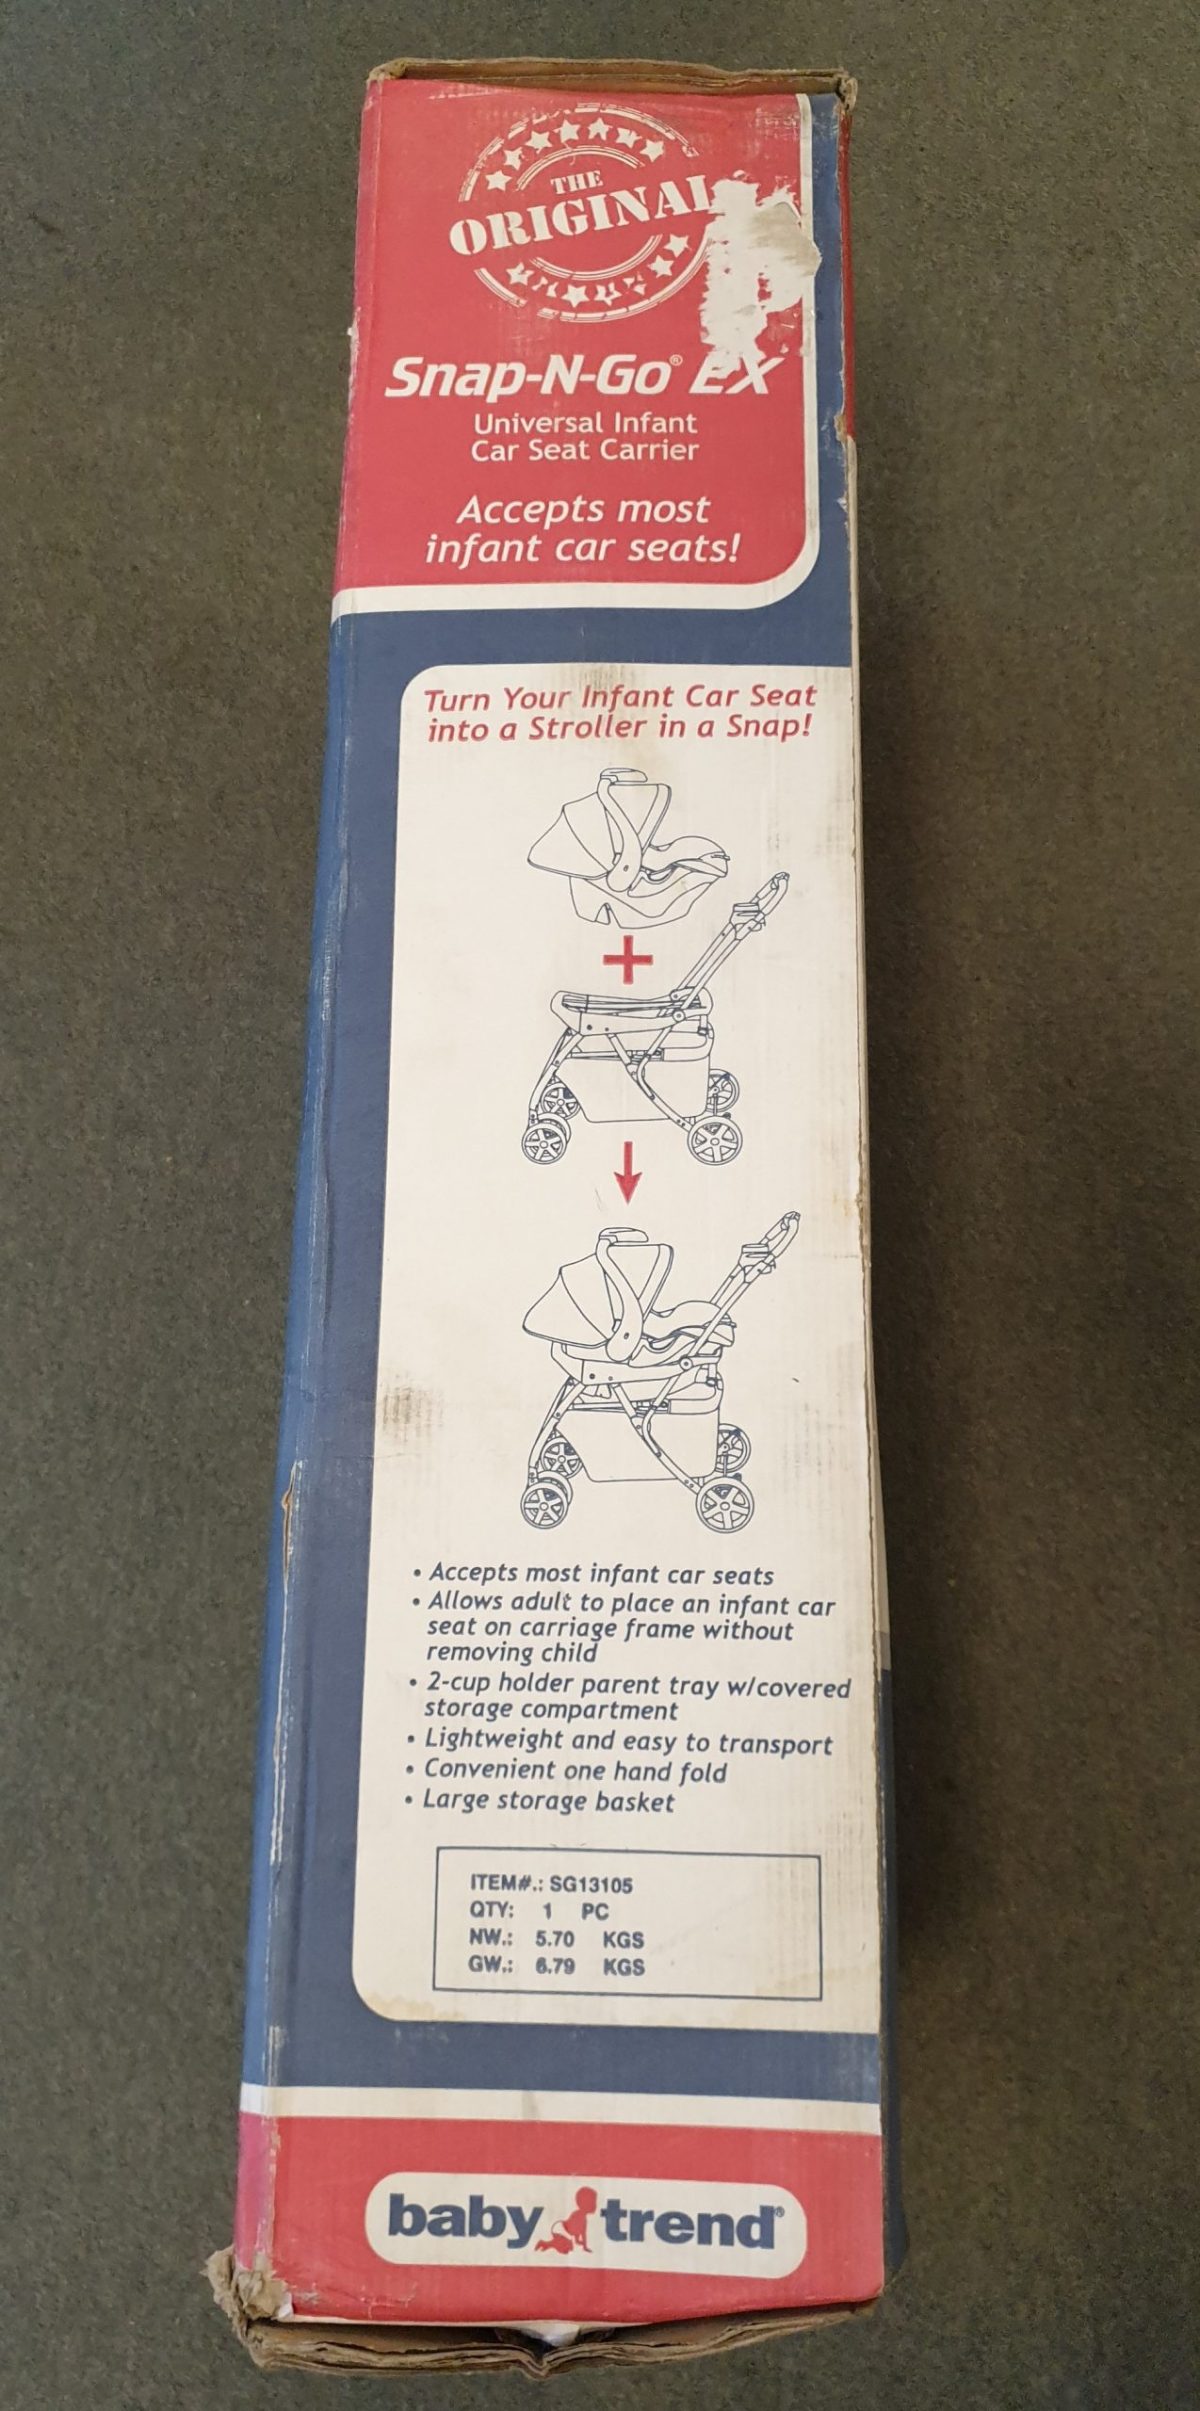 THE
ORIGINAL
Snap-N-Go® EX
Universal Infant
Car Seat Carrier
Accepts most
infant car seats!
Turn Your Infant Car Seat
into a Stroller in a Snap!
+
• Accepts most infant car seats
• Allows adult to place an infant car
seat on carriage frame without
removing child
• 2-cup holder parent tray w/covered
storage compartment
• Lightweight and easy to transport
• Convenient one hand fold
• Large storage basket
ITEM#.: SG13105
QTY: 1 PC
NW.: 5.70 KGS
GW.: 6.79 KGS
baby trend®